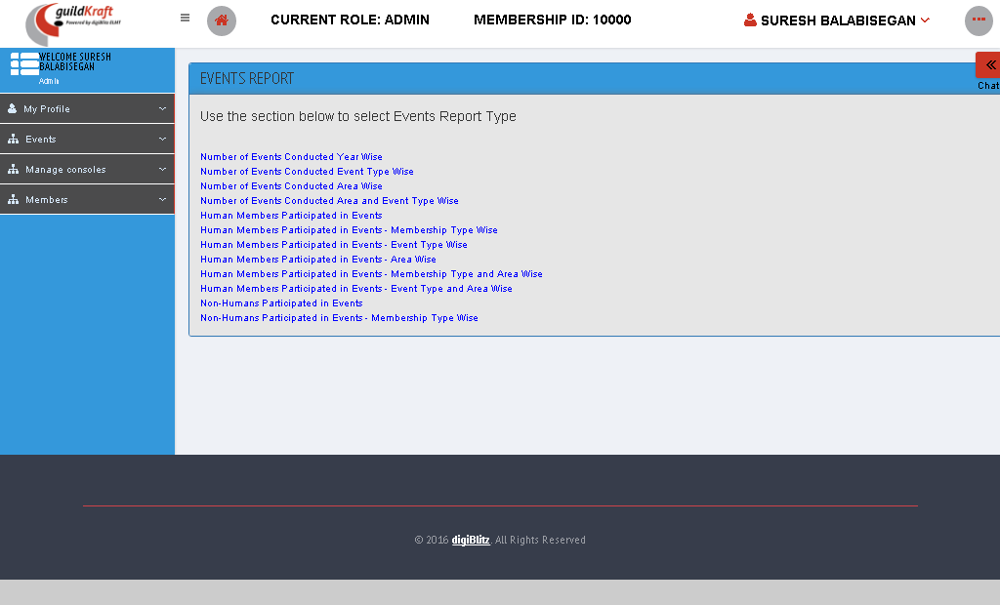 guildKraft
Powered by digiBlitz ELMT
CURRENT ROLE: ADMIN
MEMBERSHIP ID: 10000
SURESH BALABISEGAN
WELCOME SURESH
BALABISEGAN
Admin
My Profile
Events
Manage consoles
Members
Chat
EVENTS REPORT
Use the section below to select Events Report Type
Number of Events Conducted Year Wise
Number of Events Conducted Event Type Wise
Number of Events Conducted Area Wise
Number of Events Conducted Area and Event Type Wise
Human Members Participated in Events
Human Members Participated in Events - Membership Type Wise
Human Members Participated in Events - Event Type Wise
Human Members Participated in Events - Area Wise
Human Members Participated in Events - Membership Type and Area Wise
Human Members Participated in Events - Event Type and Area Wise
Non-Humans Participated in Events
Non-Humans Participated in Events - Membership Type Wise
© 2016 digiBlitz. All Rights Reserved